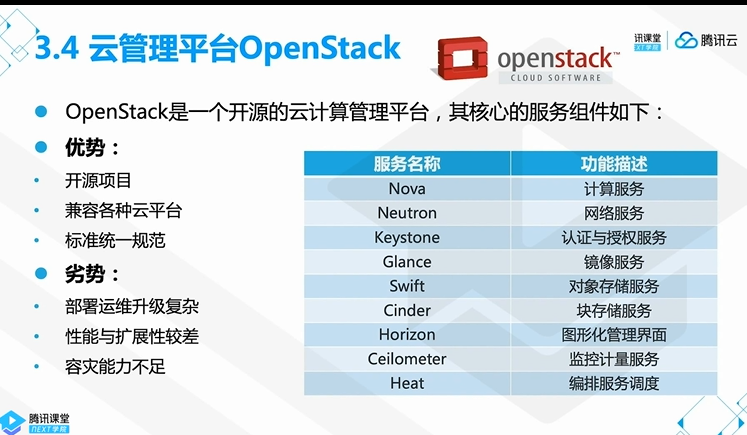 3.4 云管理平台OpenStack
openstack™
CLOUD SOFTWARE
讯课堂
EXT学院
腾讯云
OpenStack是一个开源的云计算管理平台，其核心的服务组件如下：
优势：
开源项目
兼容各种云平台
标准统一规范
劣势：
部署运维升级复杂
性能与扩展性较差
容灾能力不足
服务名称 功能描述
Nova 计算服务
Neutron 网络服务
Keystone 认证与授权服务
Glance 镜像服务
Swift 对象存储服务
Cinder 块存储服务
Horizon 图形化管理界面
Ceilometer 监控计量服务
Heat 编排服务调度
腾讯课堂
NEXT学院